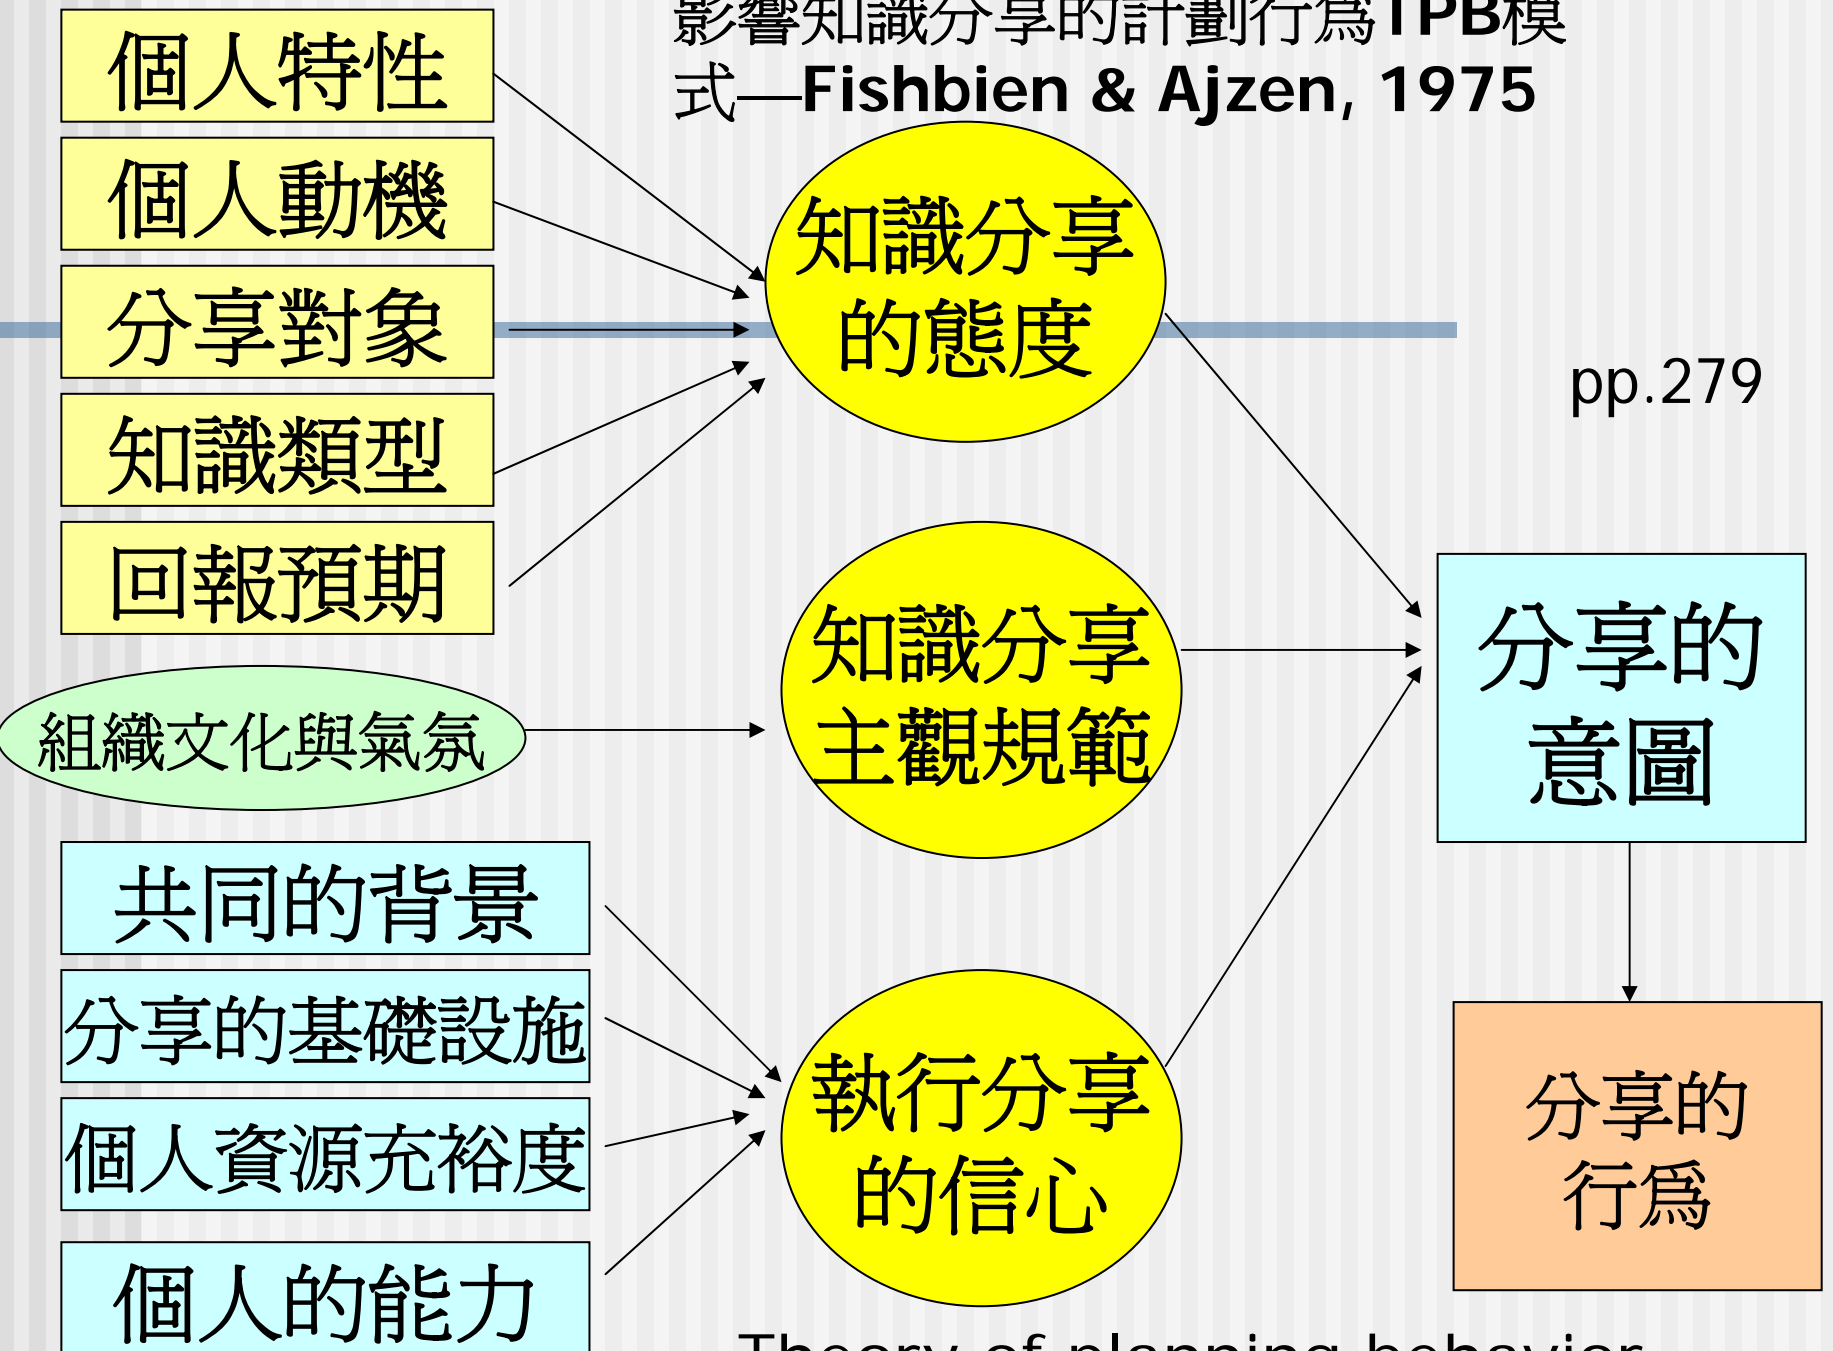 影響知識分享的計劃行為TPB模
式—Fishbien & Ajzen, 1975
個人特性
個人動機
分享對象
知識類型
回報預期
組織文化與氣氛
共同的背景
分享的基礎設施
個人資源充裕度
個人的能力
知識分享
的態度
知識分享
主觀規範
執行分享
的信心
pp.279
分享的
意圖
分享的
行為
Theory of planning behavior